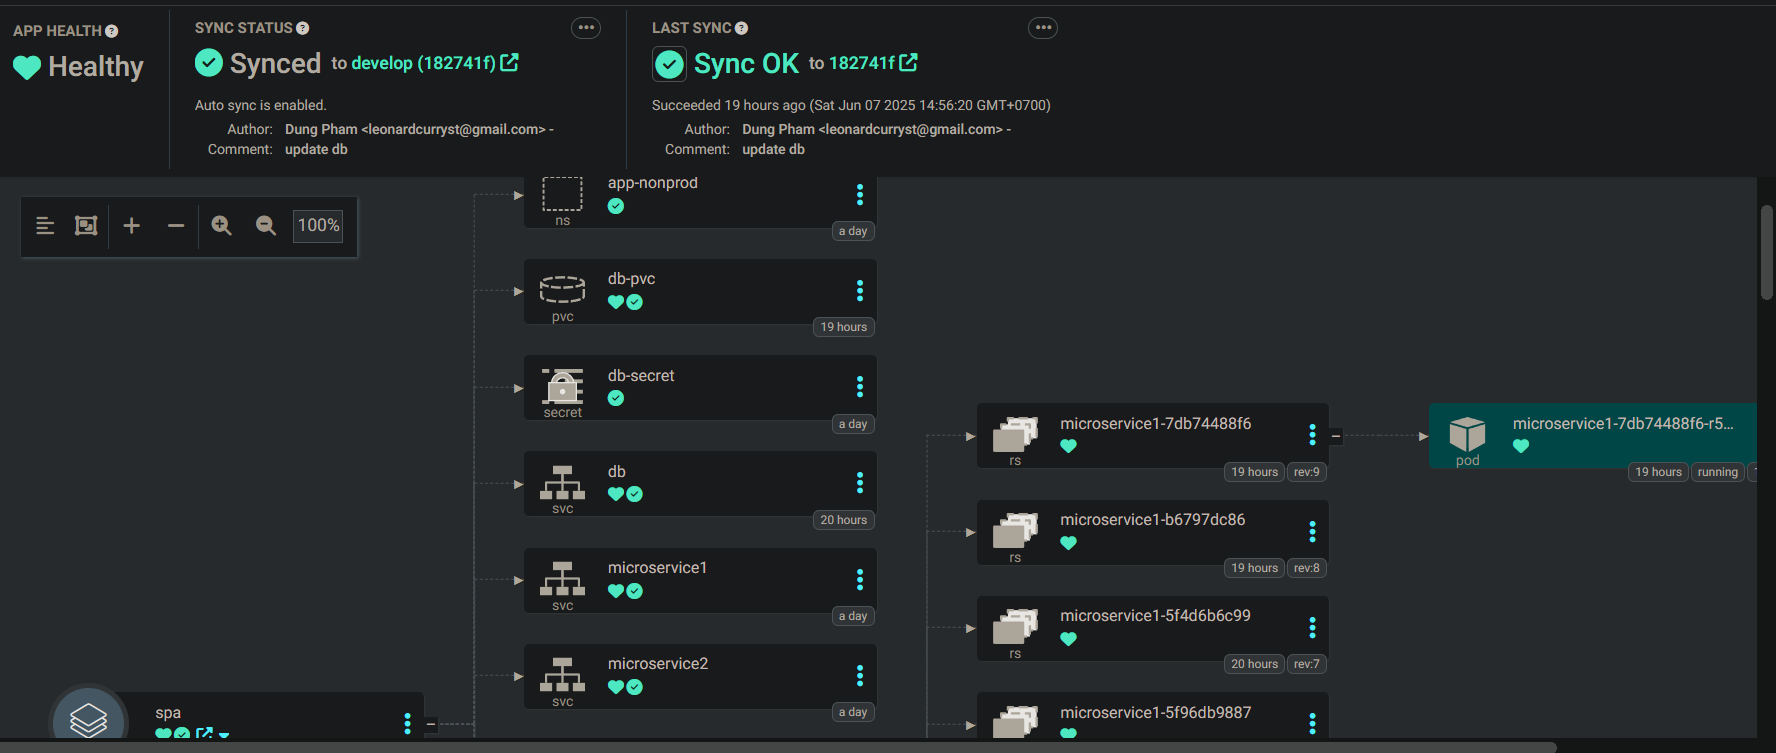 APP HEALTH
Healthy
SYNC STATUS
Synced to develop (182741f)
Auto sync is enabled.
Author: Dung Pham <leonardcurryst@gmail.com> -
Comment: update db
LAST SYNC
Sync OK to 182741f
Succeeded 19 hours ago (Sat Jun 07 2025 14:56:20 GMT+0700)
Author: Dung Pham <leonardcurryst@gmail.com> -
Comment: update db
100%
app-nonprod
ns
a day
db-pvc
pvc
19 hours
db-secret
secret
a day
db
svc
20 hours
microservice1
svc
a day
microservice2
svc
a day
spa
microservice1-7db74488f6
rs
19 hours
rev:9
microservice1-b6797dc86
rs
19 hours
rev:8
microservice1-5f4d6b6c99
rs
20 hours
rev:7
microservice1-5f96db9887
microservice1-7db74488f6-r5...
pod
19 hours
running